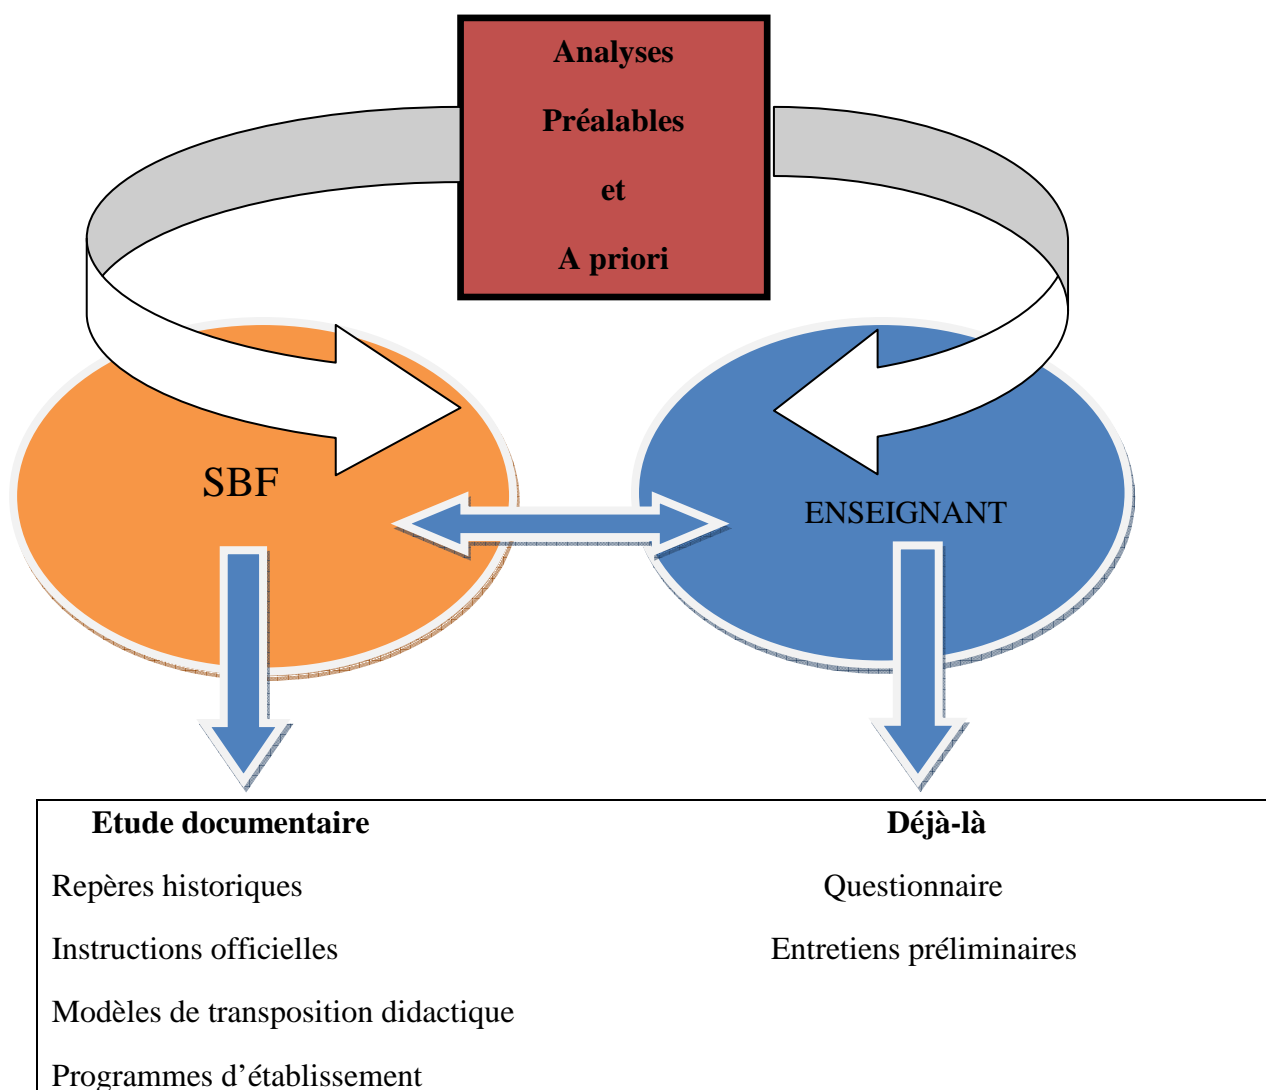 Analyses
Préalables
et
A priori
SBF
ENSEIGNANT
Etude documentaire
Déjà-là
Repères historiques
Questionnaire
Instructions officielles
Entretiens préliminaires
Modèles de transposition didactique
Programmes d’établissement